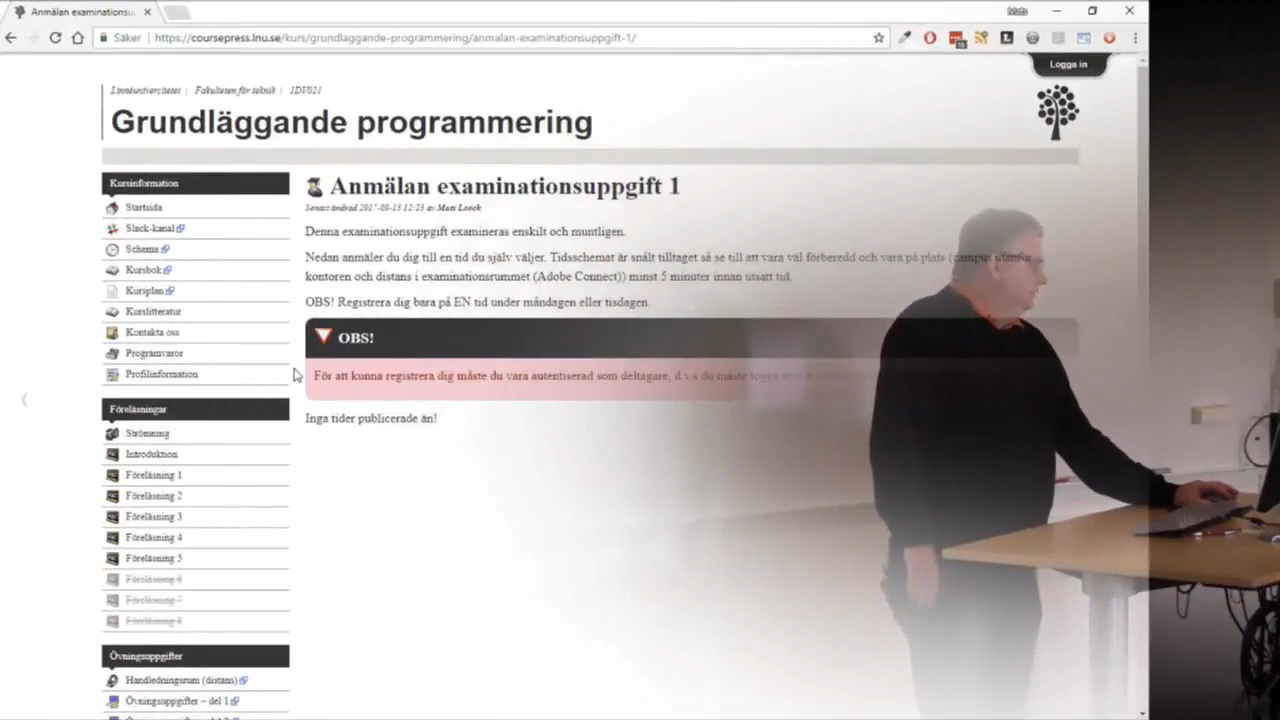 Anmälan examinationsu
Mats
Säker
https://coursepress.lnu.se/kurs/grundlaggande-programmering/anmalan-examinationsuppgift-1/
Logga in
Linnéuniversitetet | Fakulteten för teknik | 1DV021
Grundläggande programmering
Kursinformation
Startsida
Slack-kanal
Schema
Kursbok
Kursplan
Kurslitteratur
Kontakta oss
Programvaror
Profilinformation
Föreläsningar
Strömning
Introduktion
Föreläsning 1
Föreläsning 2
Föreläsning 3
Föreläsning 4
Föreläsning 5
Föreläsning 6
Föreläsning 7
Föreläsning 8
Övningsuppgifter
Handledningsrum (distans)
Övningsuppgifter – del 1
Anmälan examinationsuppgift 1
Senast ändrad 2017-09-13 12:23 av Mats Loock
Denna examinationsuppgift examineras enskilt och muntligen.
Nedan anmäler du dig till en tid du själv väljer. Tidsschemat är snålt tilltaget så se till att vara väl förberedd och vara på plats (campus utanför
kontoren och distans i examinationsrummet (Adobe Connect)) minst 5 minuter innan utsatt tid.
OBS! Registrera dig bara på EN tid under måndagen eller tisdagen.
OBS!
För att kunna registrera dig måste du vara autentiserad som deltagare, d.v.s du måste logga
Inga tider publicerade än!